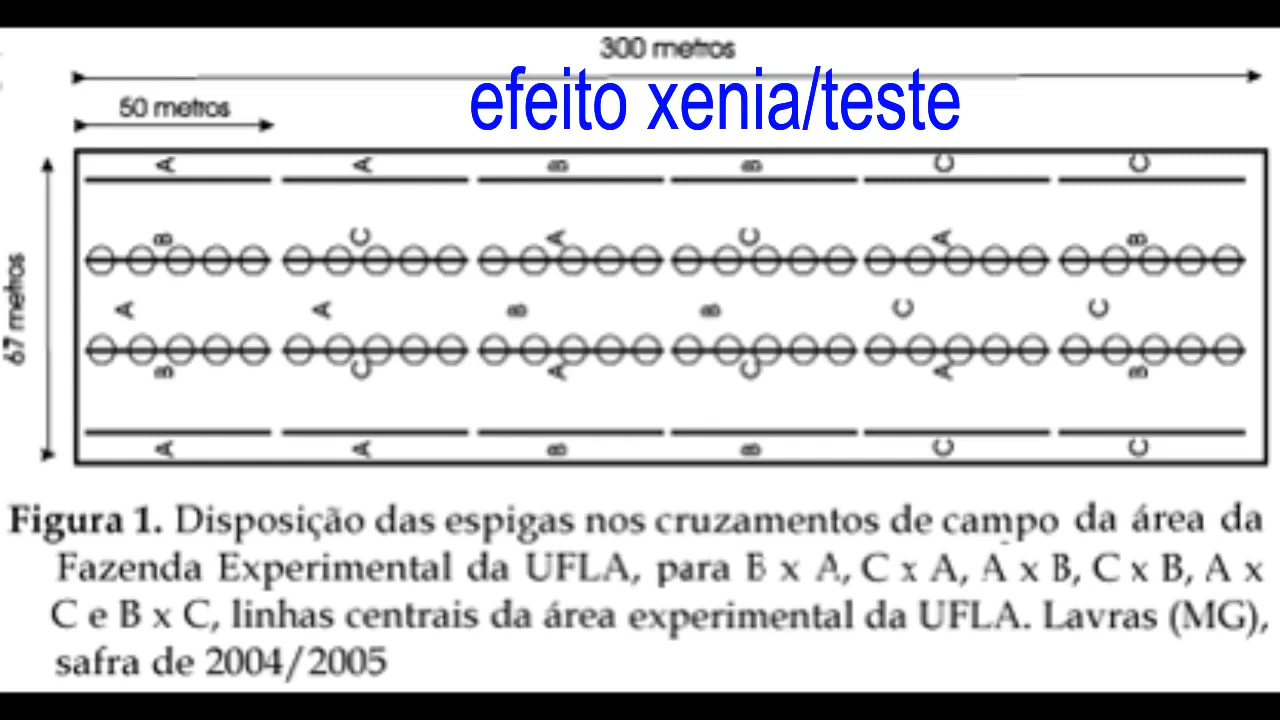 300 metros
efeito xenia/teste
50 metros
A A B B C C
B C A C A B
A A B B C C
67 metros
B C A C A B
A A B B C C
Figura 1. Disposição das espigas nos cruzamentos de campo da área da
Fazenda Experimental da UFLA, para B x A, C x A, A x B, C x B, A x
C e B x C, linhas centrais da área experimental da UFLA. Lavras (MG),
safra de 2004/2005